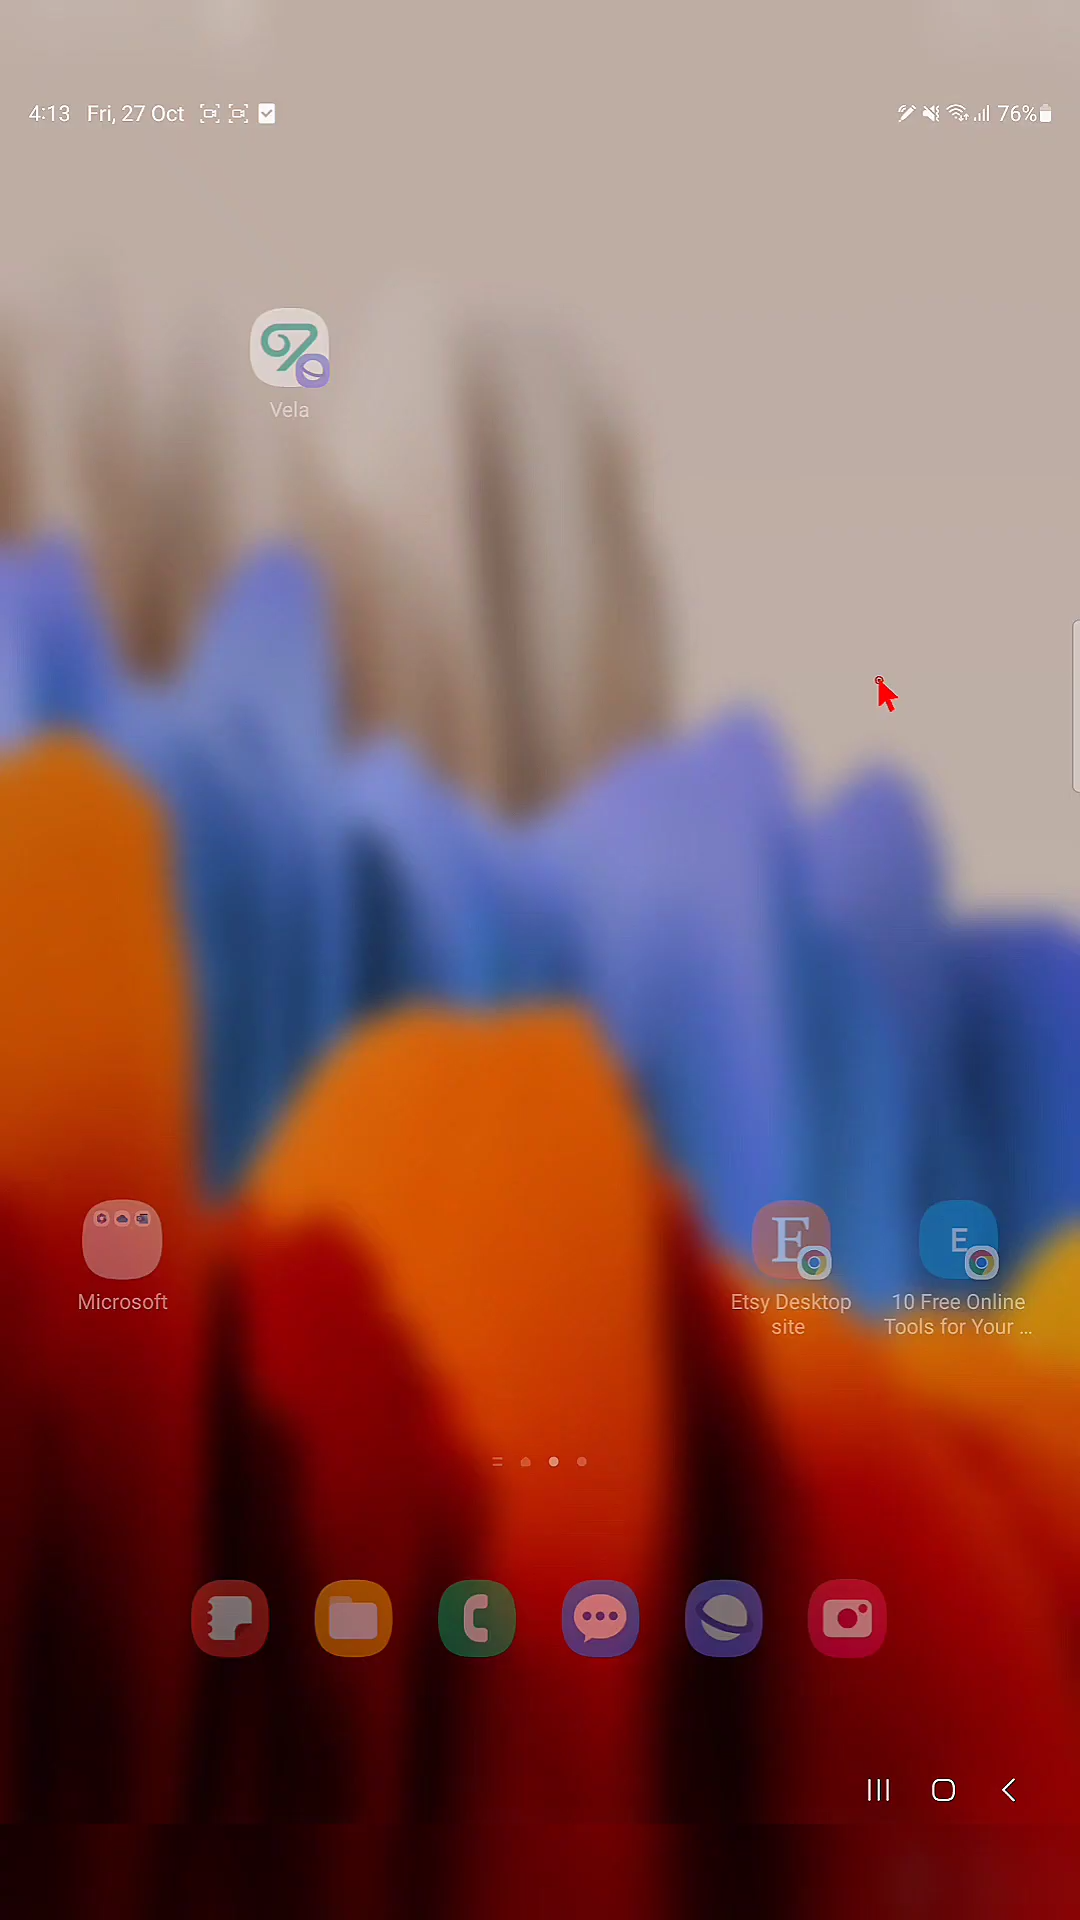 4:13 Fri, 27 Oct
76%
Vela
Microsoft
E
Etsy Desktop
site
E
10 Free Online
Tools for Your ...